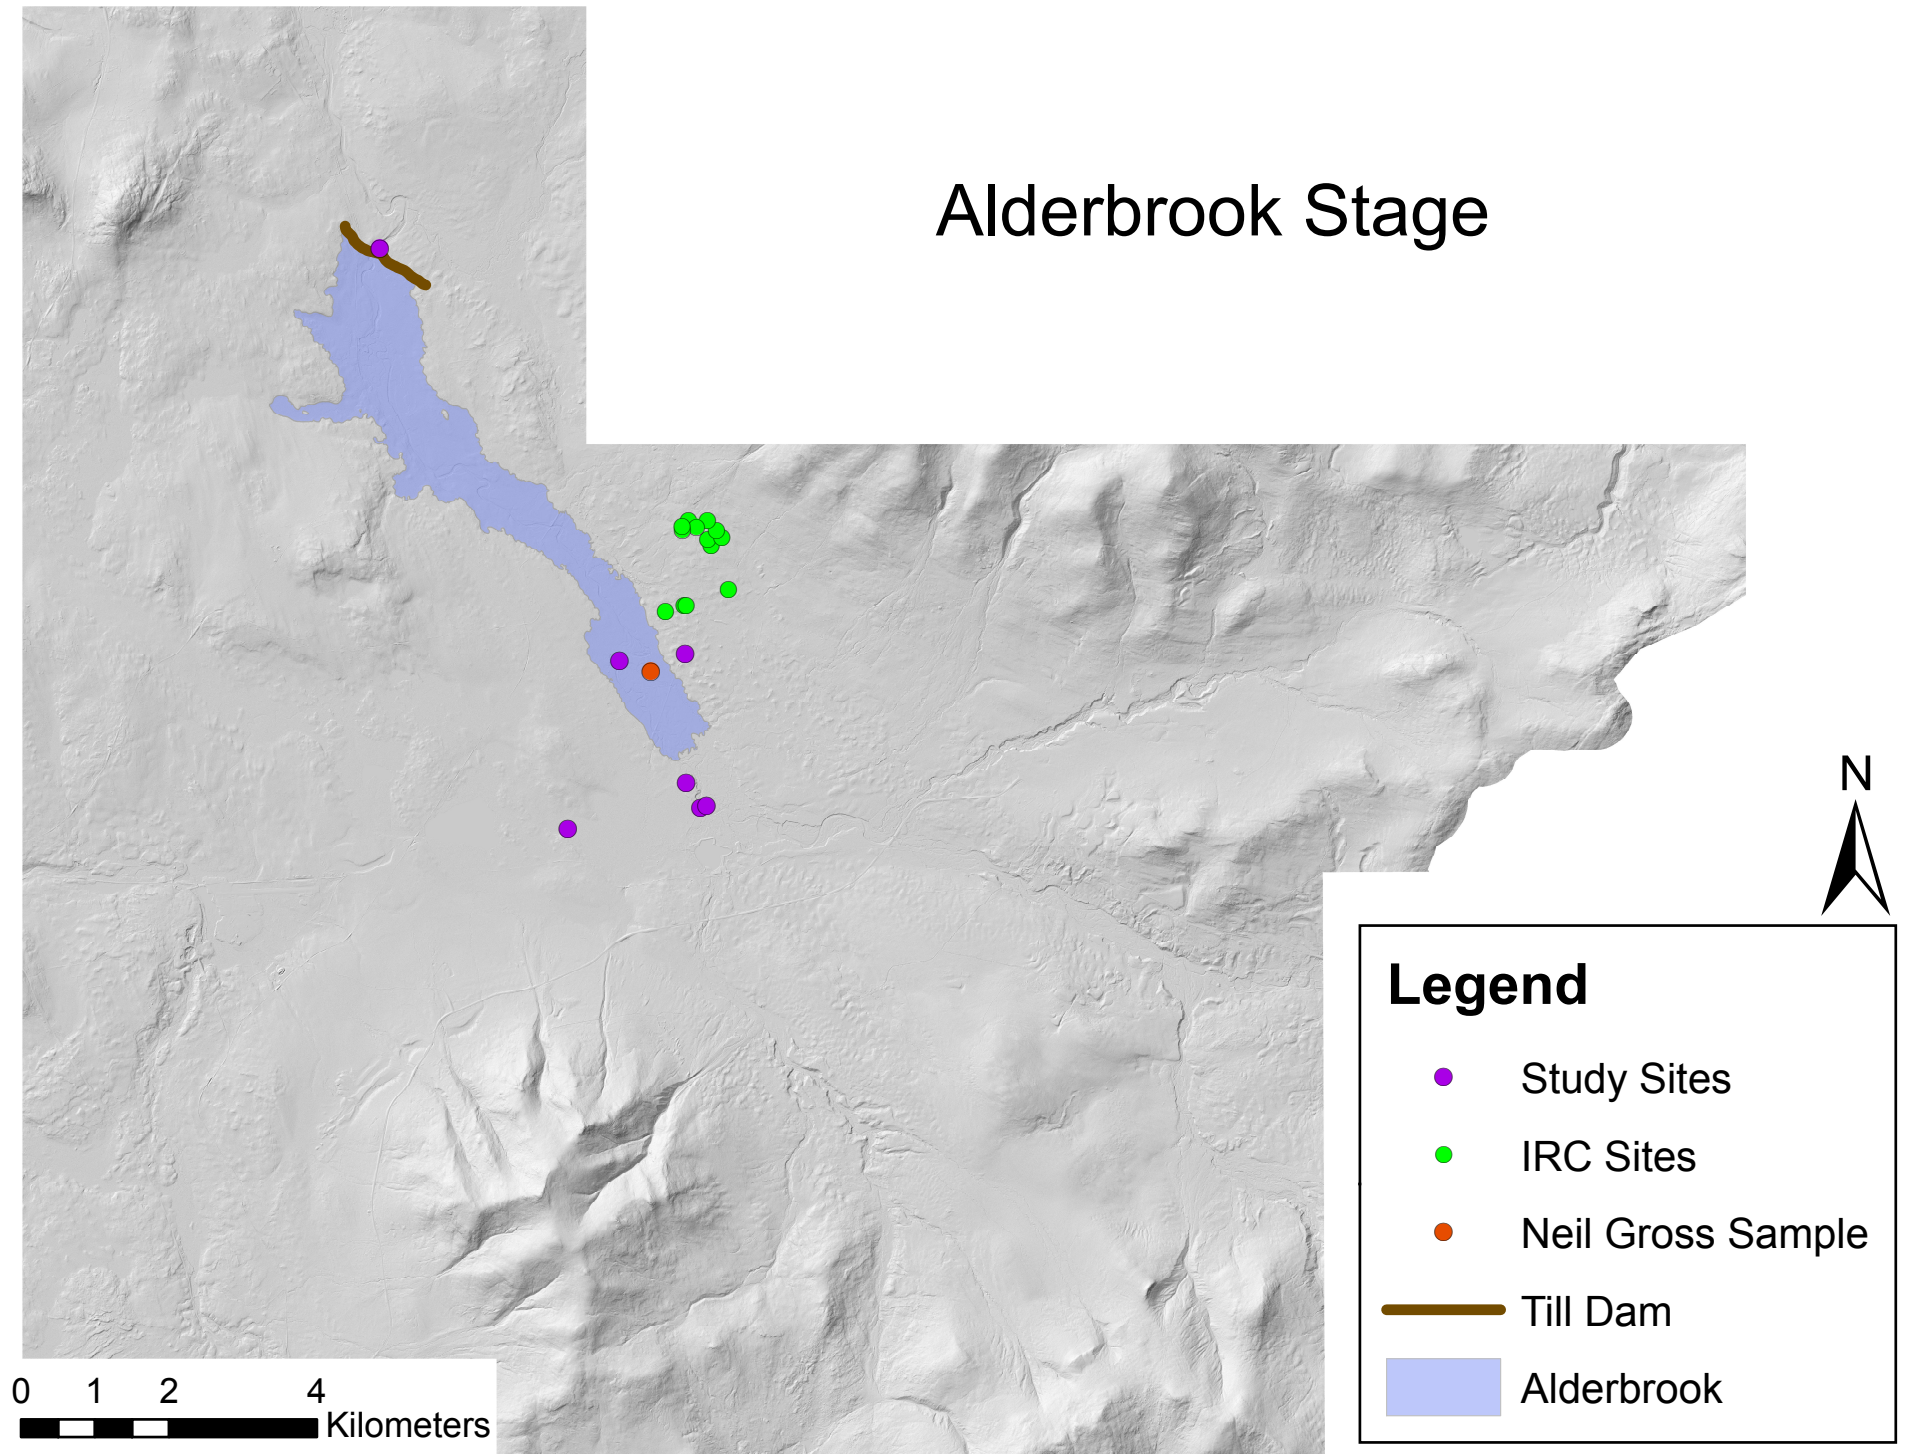 Alderbrook Stage
N
Legend
Study Sites
IRC Sites
Neil Gross Sample
Till Dam
Alderbrook
0 1 2 4
Kilometers